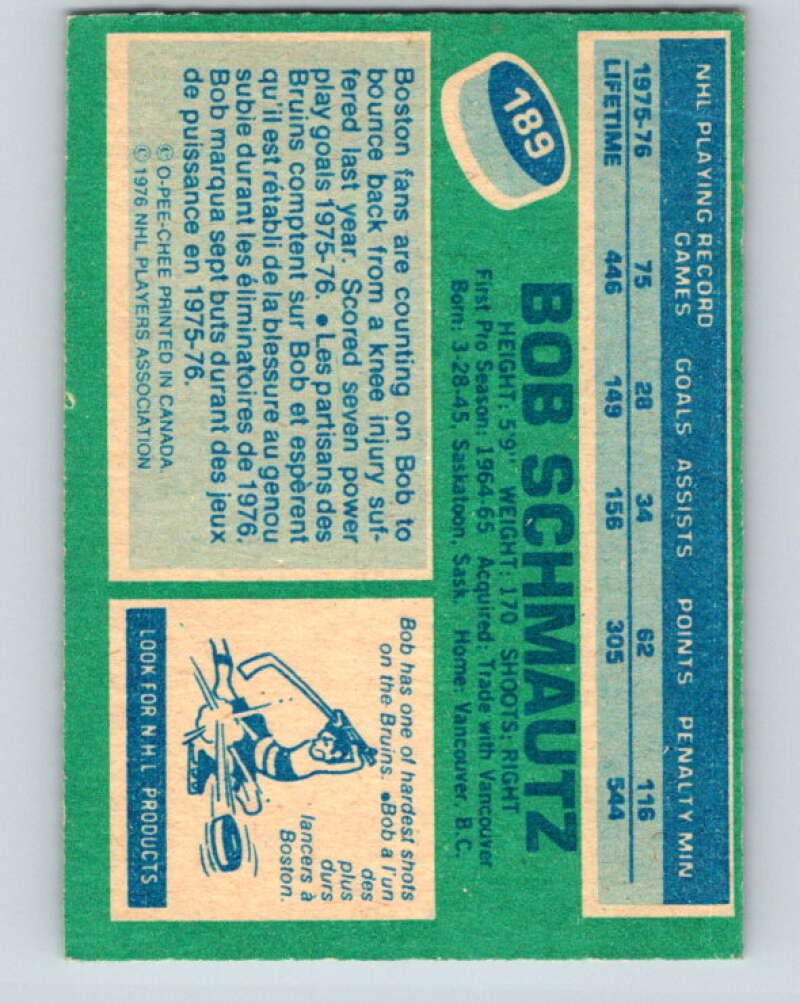 189
BOB SCHMAUTZ
HEIGHT: 5'9" WEIGHT: 170 SHOOTS: RIGHT
First Pro Season: 1964-65 Acquired: Trade with Vancouver
Born: 3-28-45, Saskatoon, Sask. Home: Vancouver, B.C.
NHL PLAYING RECORD
GAMES GOALS ASSISTS POINTS PENALTY MIN
1975-76 75 28 34 62 116
LIFETIME 446 149 156 305 544
Boston fans are counting on Bob to
bounce back from a knee injury suf-
fered last year. Scored seven power
play goals 1975-76. ● Les partisans des
Bruins comptent sur Bob et espèrent
qu'il est rétabli de la blessure au genou
subie durant les éliminatoires de 1976.
Bob marqua sept buts durant des jeux
de puissance en 1975-76.
© O-PEE-CHEE PRINTED IN CANADA
© 1976 NHL PLAYERS ASSOCIATION
Bob has one of hardest shots
on the Bruins. ●Bob a l'un
des
plus
durs
lancers à
Boston.
LOOK FOR N.H.L PRODUCTS